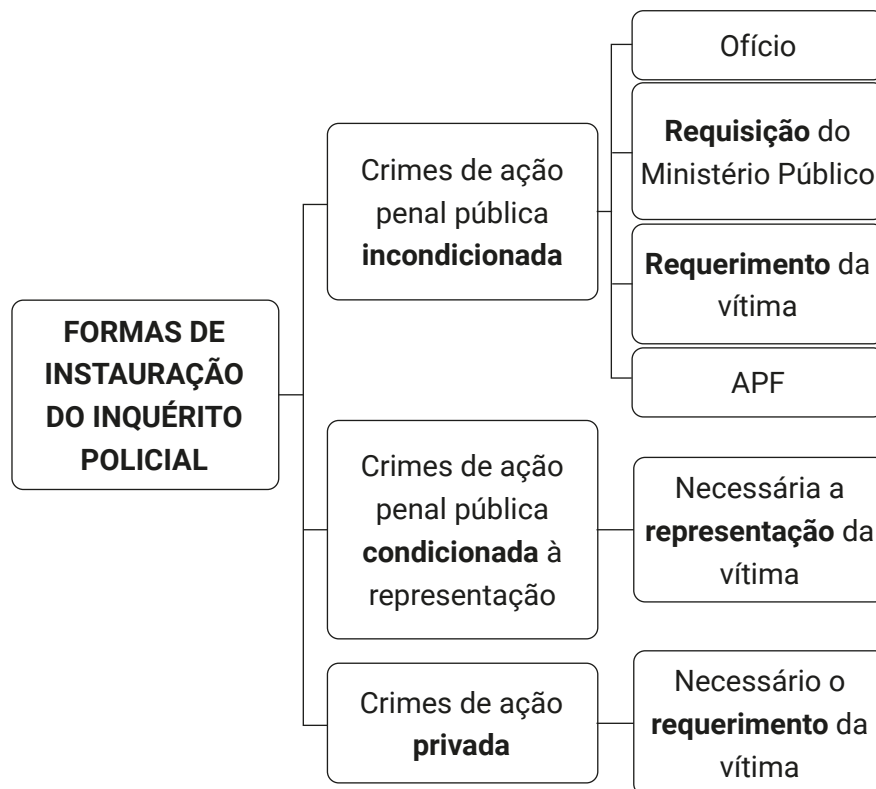 FORMAS DE
INSTAURAÇÃO
DO INQUÉRITO
POLICIAL
Crimes de ação
penal pública
incondicionada
Ofício
Requisição do
Ministério Público
Requerimento da
vítima
APF
Crimes de ação
penal pública
condicionada à
representação
Necessária a
representação da
vítima
Crimes de ação
privada
Necessário o
requerimento da
vítima